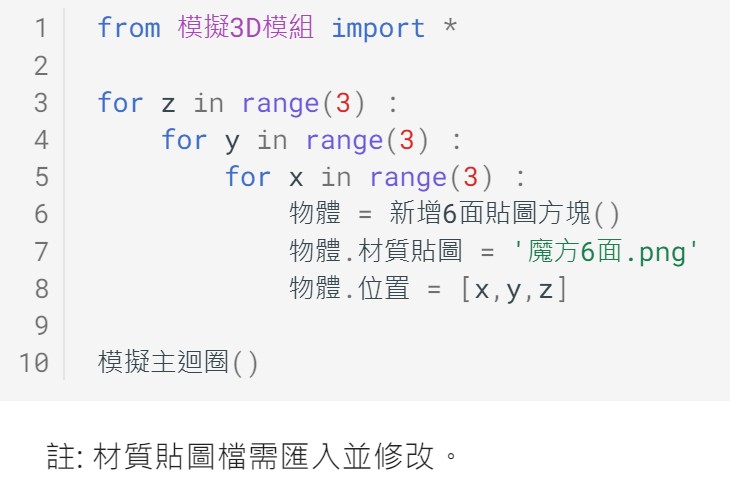 1 from 模擬3D模組 import *
2
3 for z in range(3) :
4     for y in range(3) :
5         for x in range(3) :
6             物體 = 新增6面貼圖方塊()
7             物體.材質貼圖 = '魔方6面.png'
8             物體.位置 = [x,y,z]
9
10 模擬主迴圈()
註: 材質貼圖檔需匯入並修改。